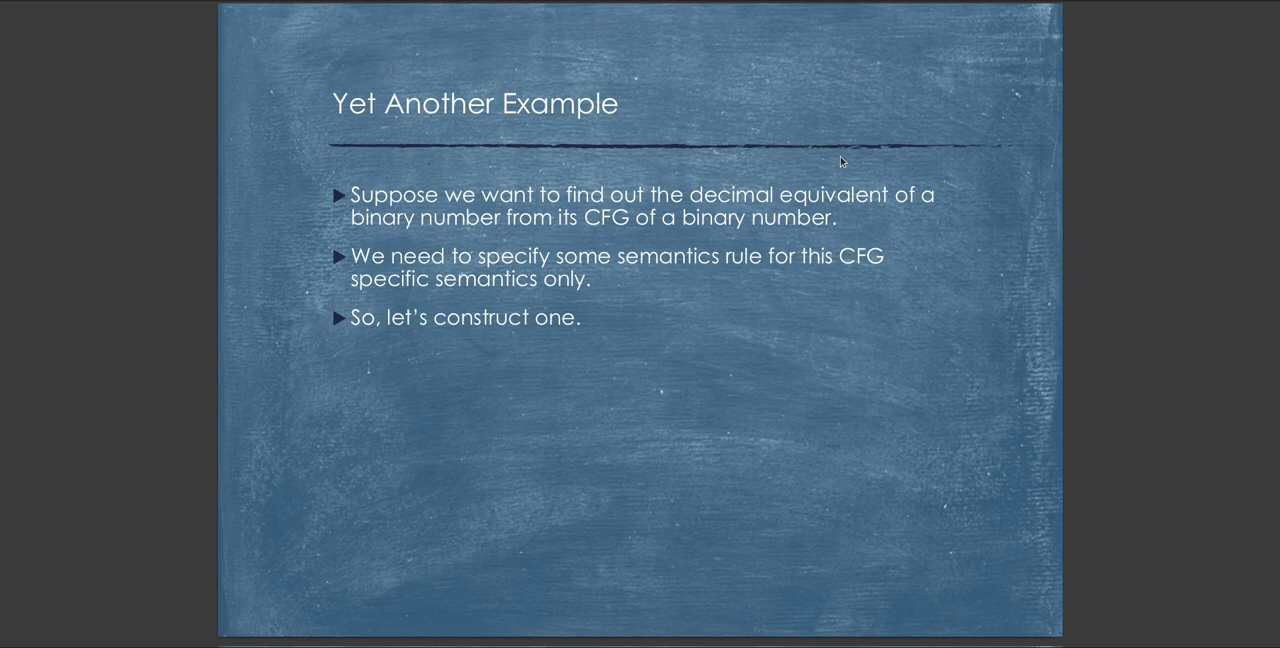 Yet Another Example
Suppose we want to find out the decimal equivalent of a
binary number from its CFG of a binary number.
We need to specify some semantics rule for this CFG
specific semantics only.
So, let’s construct one.